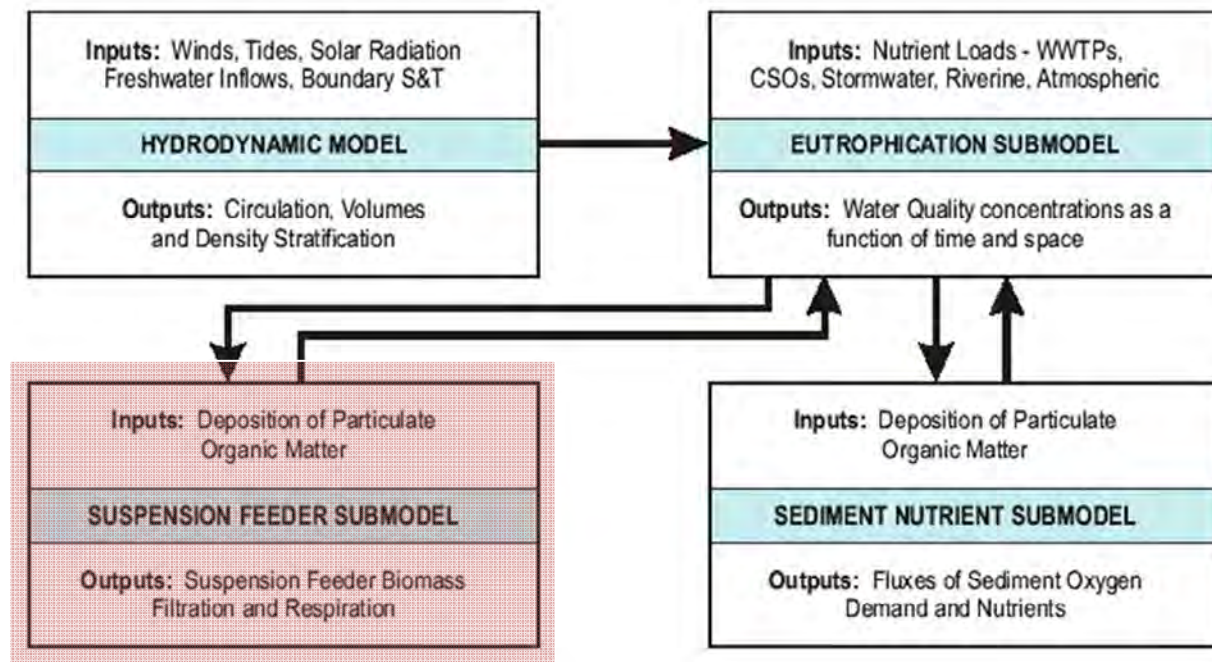 Inputs: Winds, Tides, Solar Radiation
Freshwater Inflows, Boundary S&T
HYDRODYNAMIC MODEL
Outputs: Circulation, Volumes
and Density Stratification
Inputs: Nutrient Loads - WWTPs,
CSOs, Stormwater, Riverine, Atmospheric
EUTROPHICATION SUBMODEL
Outputs: Water Quality concentrations as a
function of time and space
Inputs: Deposition of Particulate
Organic Matter
SUSPENSION FEEDER SUBMODEL
Outputs: Suspension Feeder Biomass
Filtration and Respiration
Inputs: Deposition of Particulate
Organic Matter
SEDIMENT NUTRIENT SUBMODEL
Outputs: Fluxes of Sediment Oxygen
Demand and Nutrients